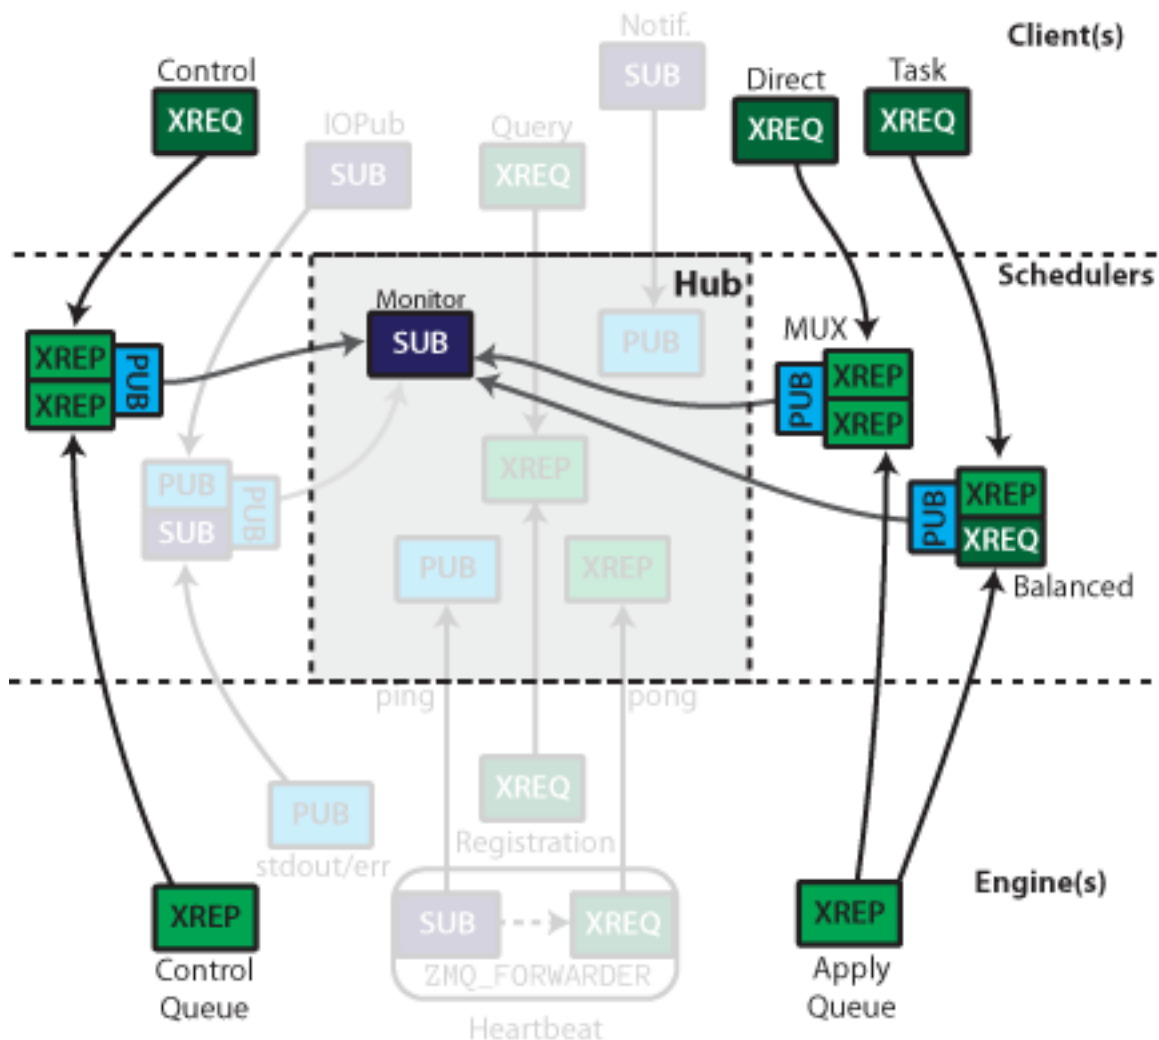 Notif.
Client(s)
SUB
Control
XREQ
Direct
XREQ
Task
XREQ
IOPub
SUB
Query
XREQ
Schedulers
Hub
Monitor
SUB
PUB
MUX
XREP
XREP
PUB
PUB
XREP
XREP
XREP
PUB
SUB
PUB
PUB
XREP
XREQ
Balanced
PUB
XREP
ping
pong
XREQ
Registration
PUB
stdout/err
Engine(s)
XREP
Control
Queue
SUB
XREQ
ZMQ_FORWARDER
Heartbeat
XREP
Apply
Queue